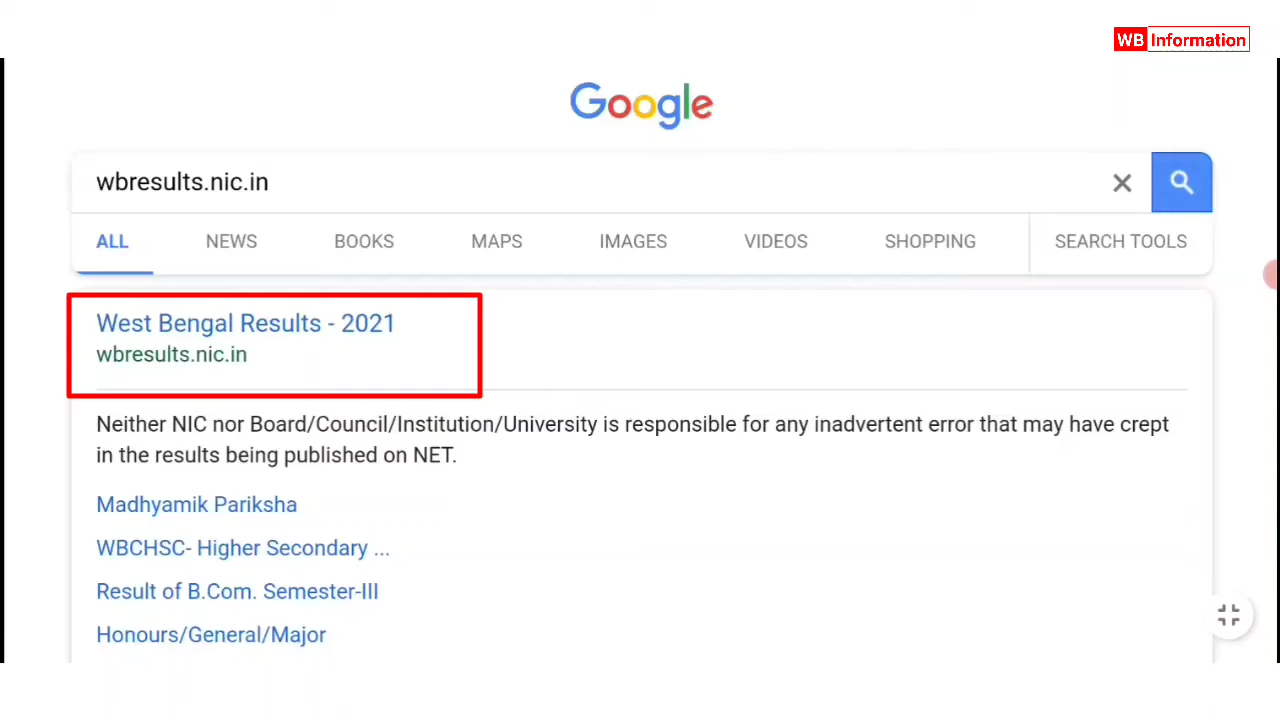 WB Information
Google
wbresults.nic.in
ALL NEWS BOOKS MAPS IMAGES VIDEOS SHOPPING SEARCH TOOLS
West Bengal Results - 2021
wbresults.nic.in
Neither NIC nor Board/Council/Institution/University is responsible for any inadvertent error that may have crept
in the results being published on NET.
Madhyamik Pariksha
WBCHSC- Higher Secondary ...
Result of B.Com. Semester-III
Honours/General/Major